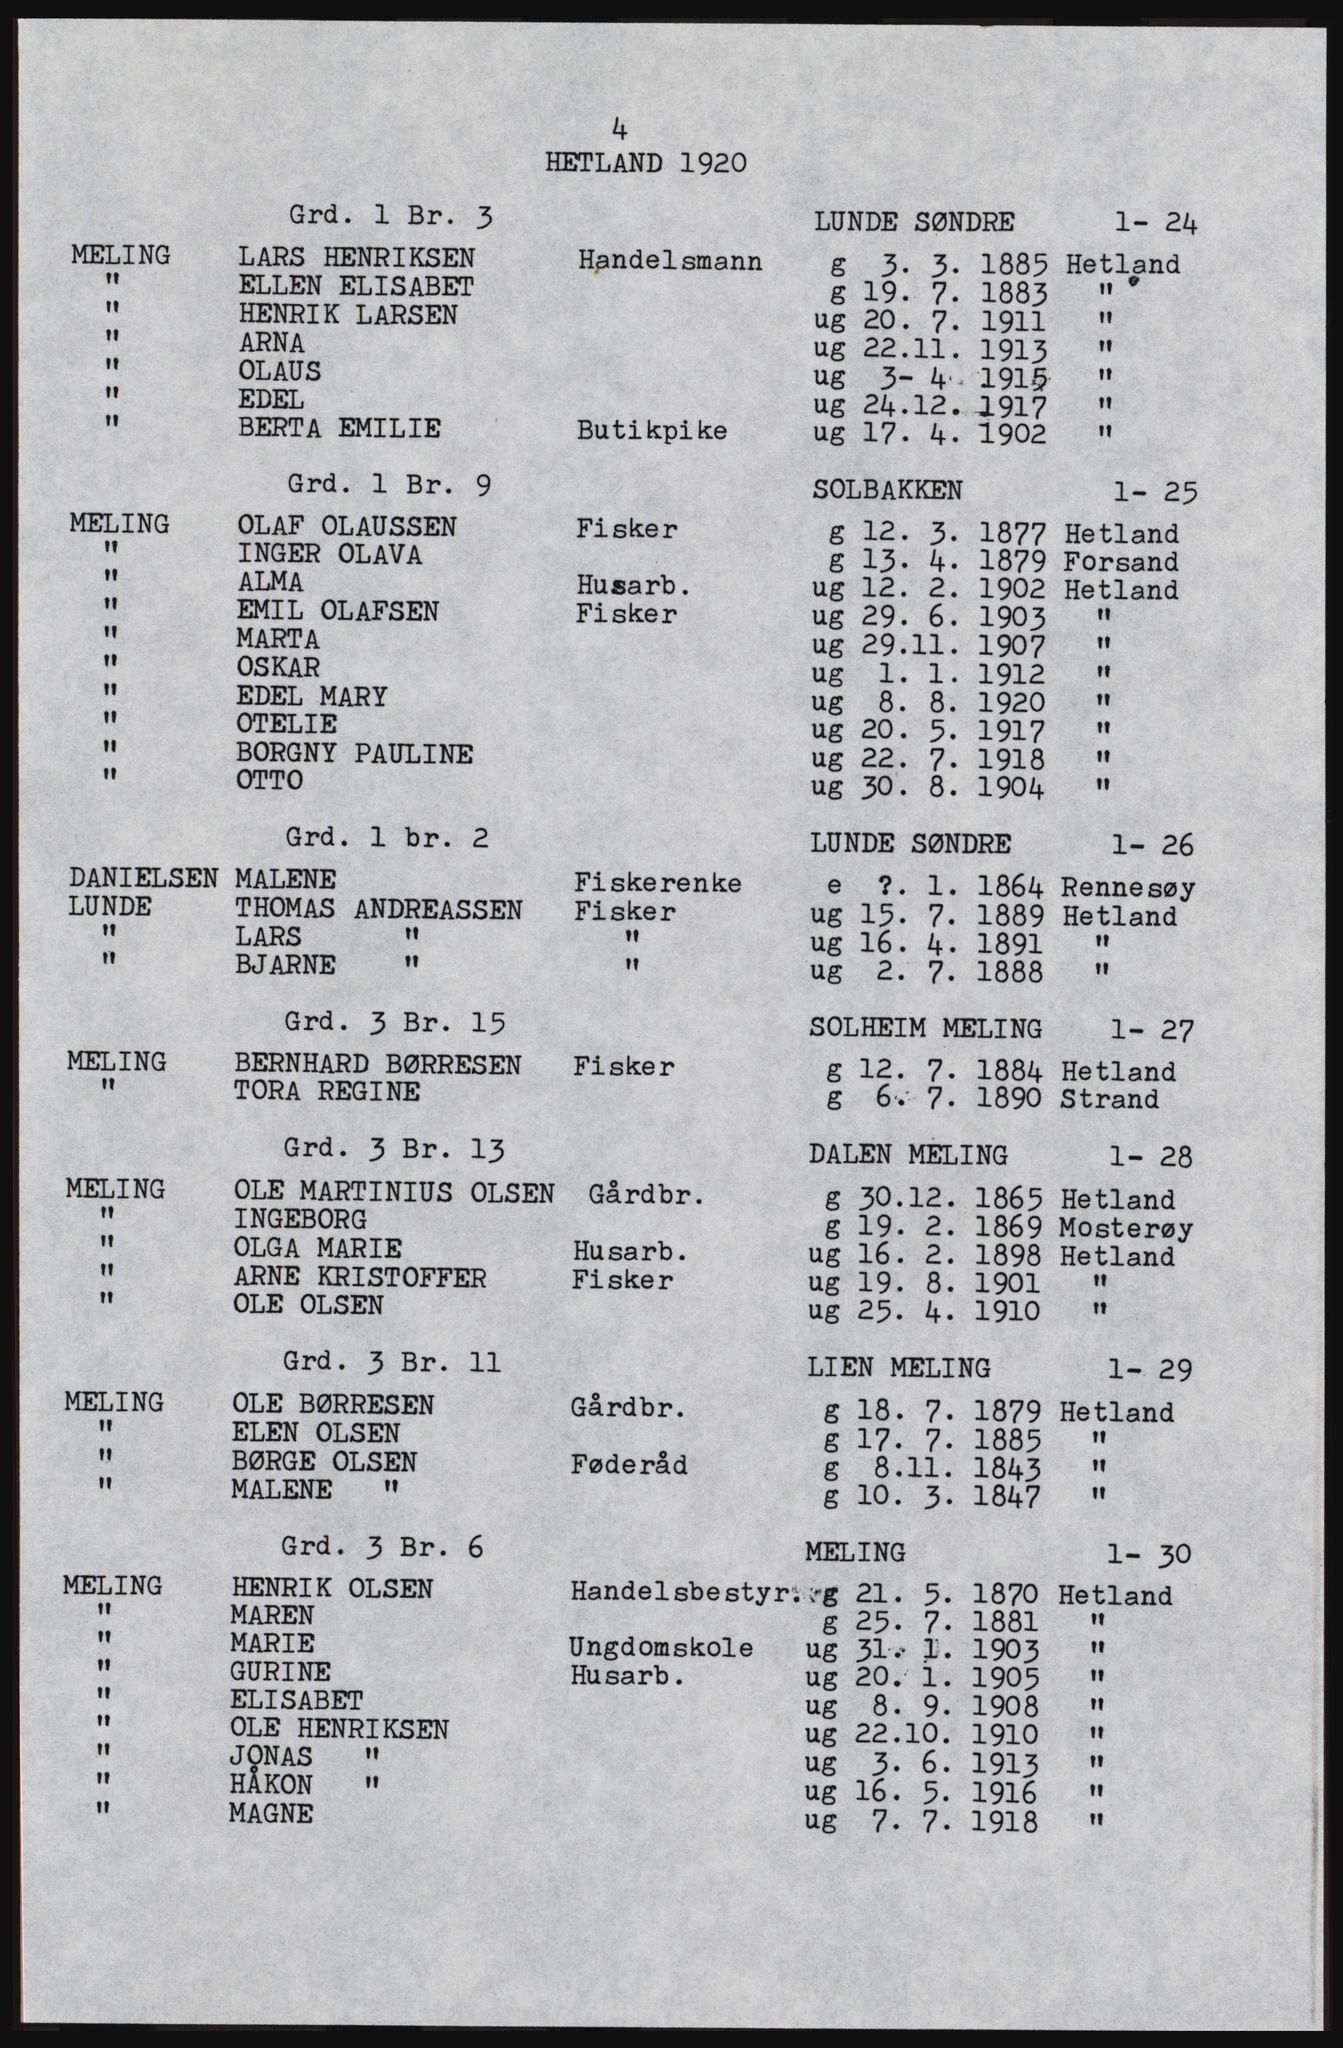 4
HETLAND 1920
Grd. 1 Br. 3 LUNDE SØNDRE 1- 24
MELING LARS HENRIKSEN Handelsmann g 3. 3. 1885 Hetland
" ELLEN ELISABET g 19. 7. 1883 "
" HENRIK LARSEN ug 20. 7. 1911 "
" ARNA ug 22.11. 1913 "
" OLAUS ug 3- 4. 1915 "
" EDEL ug 24.12. 1917 "
" BERTA EMILIE Butikpike ug 17. 4. 1902 "
Grd. 1 Br. 9 SOLBAKKEN 1- 25
MELING OLAF OLAUSSEN Fisker g 12. 3. 1877 Hetland
" INGER OLAVA g 13. 4. 1879 Forsand
" ALMA Husarb. ug 12. 2. 1902 Hetland
" EMIL OLAFSEN Fisker ug 29. 6. 1903 "
" MARTA ug 29.11. 1907 "
" OSKAR ug 1. 1. 1912 "
" EDEL MARY ug 8. 8. 1920 "
" OTELIE ug 20. 5. 1917 "
" BORGNY PAULINE ug 22. 7. 1918 "
" OTTO ug 30. 8. 1904 "
Grd. 1 br. 2 LUNDE SØNDRE 1- 26
DANIELSEN MALENE Fiskerenke e ?. 1. 1864 Rennesøy
LUNDE THOMAS ANDREASSEN Fisker ug 15. 7. 1889 Hetland
" LARS " " ug 16. 4. 1891 "
" BJARNE " " ug 2. 7. 1888 "
Grd. 3 Br. 15 SOLHEIM MELING 1- 27
MELING BERNHARD BØRRESEN Fisker g 12. 7. 1884 Hetland
" TORA REGINE g 6. 7. 1890 Strand
Grd. 3 Br. 13 DALEN MELING 1- 28
MELING OLE MARTINIUS OLSEN Gårdbr. g 30.12. 1865 Hetland
" INGEBORG g 19. 2. 1869 Mosterøy
" OLGA MARIE Husarb. ug 16. 2. 1898 Hetland
" ARNE KRISTOFFER Fisker ug 19. 8. 1901 "
" OLE OLSEN ug 25. 4. 1910 "
Grd. 3 Br. 11 LIEN MELING 1- 29
MELING OLE BØRRESEN Gårdbr. g 18. 7. 1879 Hetland
" ELEN OLSEN g 17. 7. 1885 "
" BØRGE OLSEN Føderåd g 8.11. 1843 "
" MALENE " g 10. 3. 1847 "
Grd. 3 Br. 6 MELING 1- 30
MELING HENRIK OLSEN Handelsbestyr. g 21. 5. 1870 Hetland
" MAREN g 25. 7. 1881 "
" MARIE Ungdomskole ug 31. 1. 1903 "
" GURINE Husarb. ug 20. 1. 1905 "
" ELISABET ug 8. 9. 1908 "
" OLE HENRIKSEN ug 22.10. 1910 "
" JONAS " ug 3. 6. 1913 "
" HÅKON " ug 16. 5. 1916 "
" MAGNE ug 7. 7. 1918 "